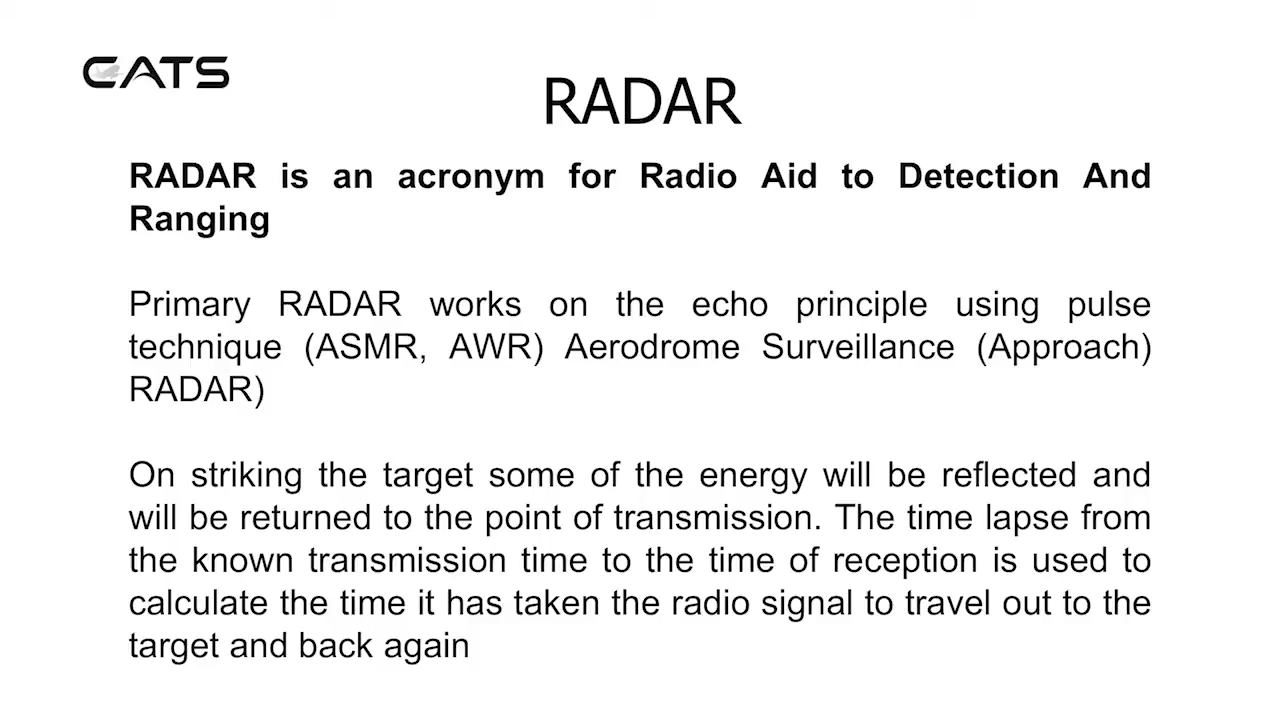 CATS
RADAR
RADAR is an acronym for Radio Aid to Detection And
Ranging
Primary RADAR works on the echo principle using pulse
technique (ASMR, AWR) Aerodrome Surveillance (Approach)
RADAR)
On striking the target some of the energy will be reflected and
will be returned to the point of transmission. The time lapse from
the known transmission time to the time of reception is used to
calculate the time it has taken the radio signal to travel out to the
target and back again